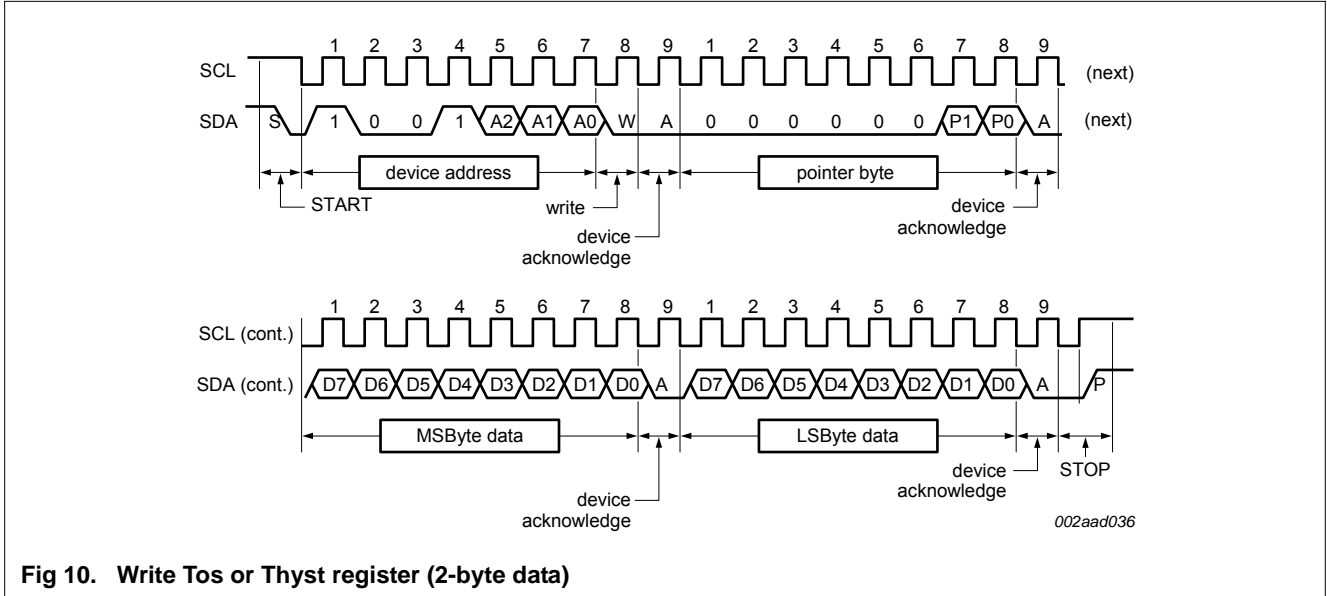 1 2 3 4 5 6 7 8 9 1 2 3 4 5 6 7 8 9
SCL (next)
SDA S 1 0 0 1 A2 A1 A0 W A 0 0 0 0 0 0 P1 P0 A (next)
device address pointer byte
START write device
device acknowledge
acknowledge
1 2 3 4 5 6 7 8 9 1 2 3 4 5 6 7 8 9
SCL (cont.)
SDA (cont.) D7 D6 D5 D4 D3 D2 D1 D0 A D7 D6 D5 D4 D3 D2 D1 D0 A P
MSByte data LSByte data
device STOP
acknowledge
device
acknowledge
002aad036
Fig 10. Write Tos or Thyst register (2-byte data)